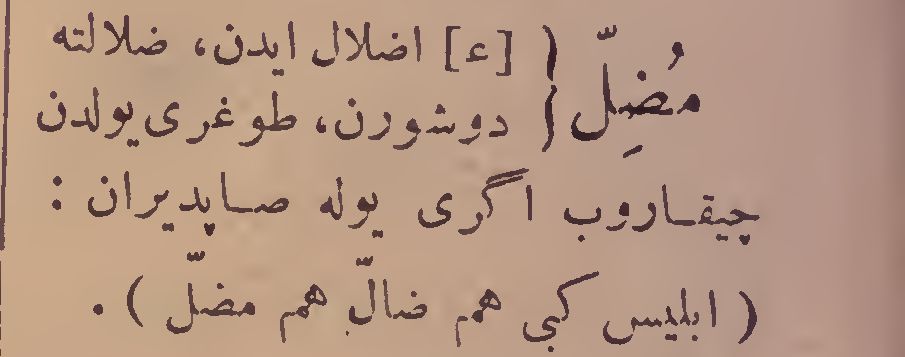 مُضِلّ { [ع] اضلال ایدن، ضلالته
دوشورن، طوغری یولدن
چیقاروب اگری یوله صاپدیران :
( ابلیس کبی هم ضالّ هم مضلّ ) .